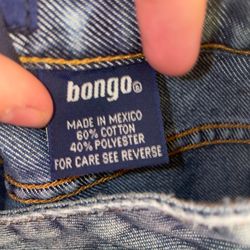 bongo®
MADE IN MEXICO
60% COTTON
40% POLYESTER
FOR CARE SEE REVERSE